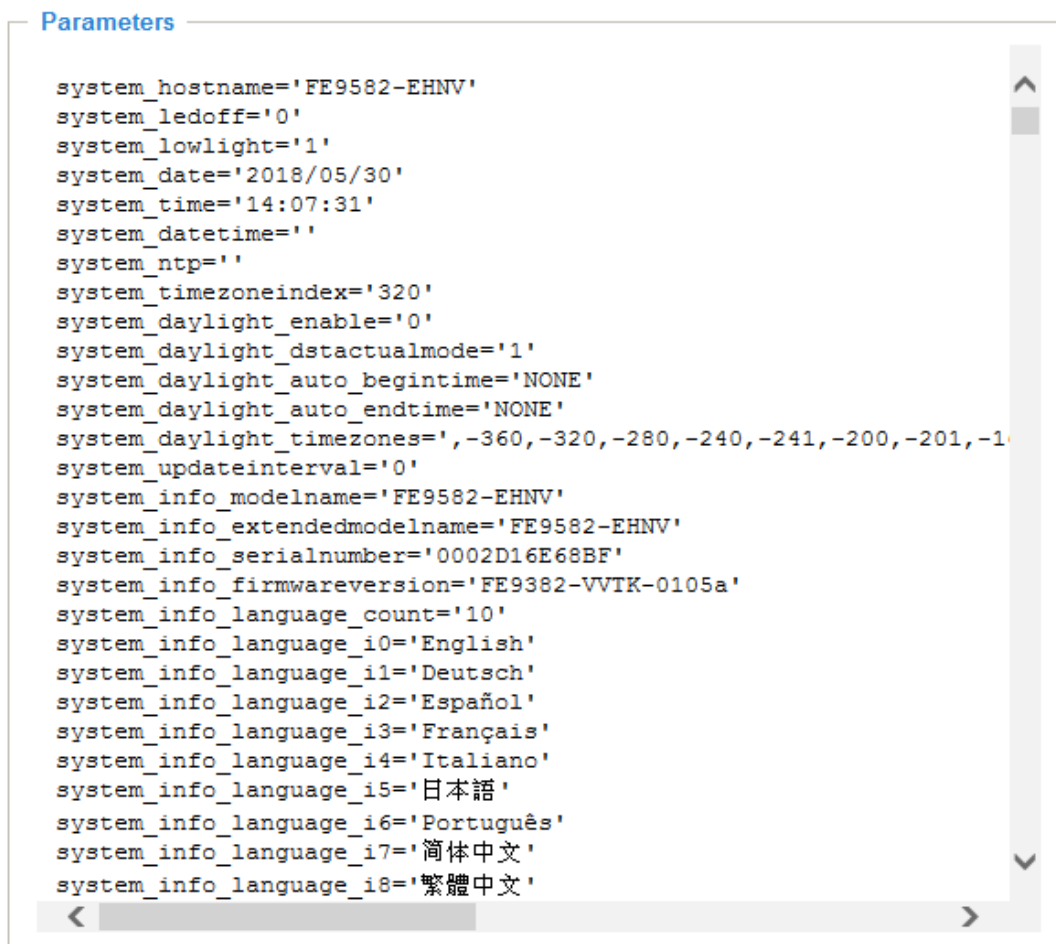 Parameters
system_hostname='FE9582-EHNV'
system_ledoff='0'
system_lowlight='1'
system_date='2018/05/30'
system_time='14:07:31'
system_datetime=''
system_ntp=''
system_timezoneindex='320'
system_daylight_enable='0'
system_daylight_dstactualmode='1'
system_daylight_auto_begintime='NONE'
system_daylight_auto_endtime='NONE'
system_daylight_timezones=',-360,-320,-280,-240,-241,-200,-201,-1
system_updateinterval='0'
system_info_modelname='FE9582-EHNV'
system_info_extendedmodelname='FE9582-EHNV'
system_info_serialnumber='0002D16E68BF'
system_info_firmwareversion='FE9382-VVTK-0105a'
system_info_language_count='10'
system_info_language_i0='English'
system_info_language_i1='Deutsch'
system_info_language_i2='Español'
system_info_language_i3='Français'
system_info_language_i4='Italiano'
system_info_language_i5='日本語'
system_info_language_i6='Português'
system_info_language_i7='简体中文'
system_info_language_i8='繁體中文'